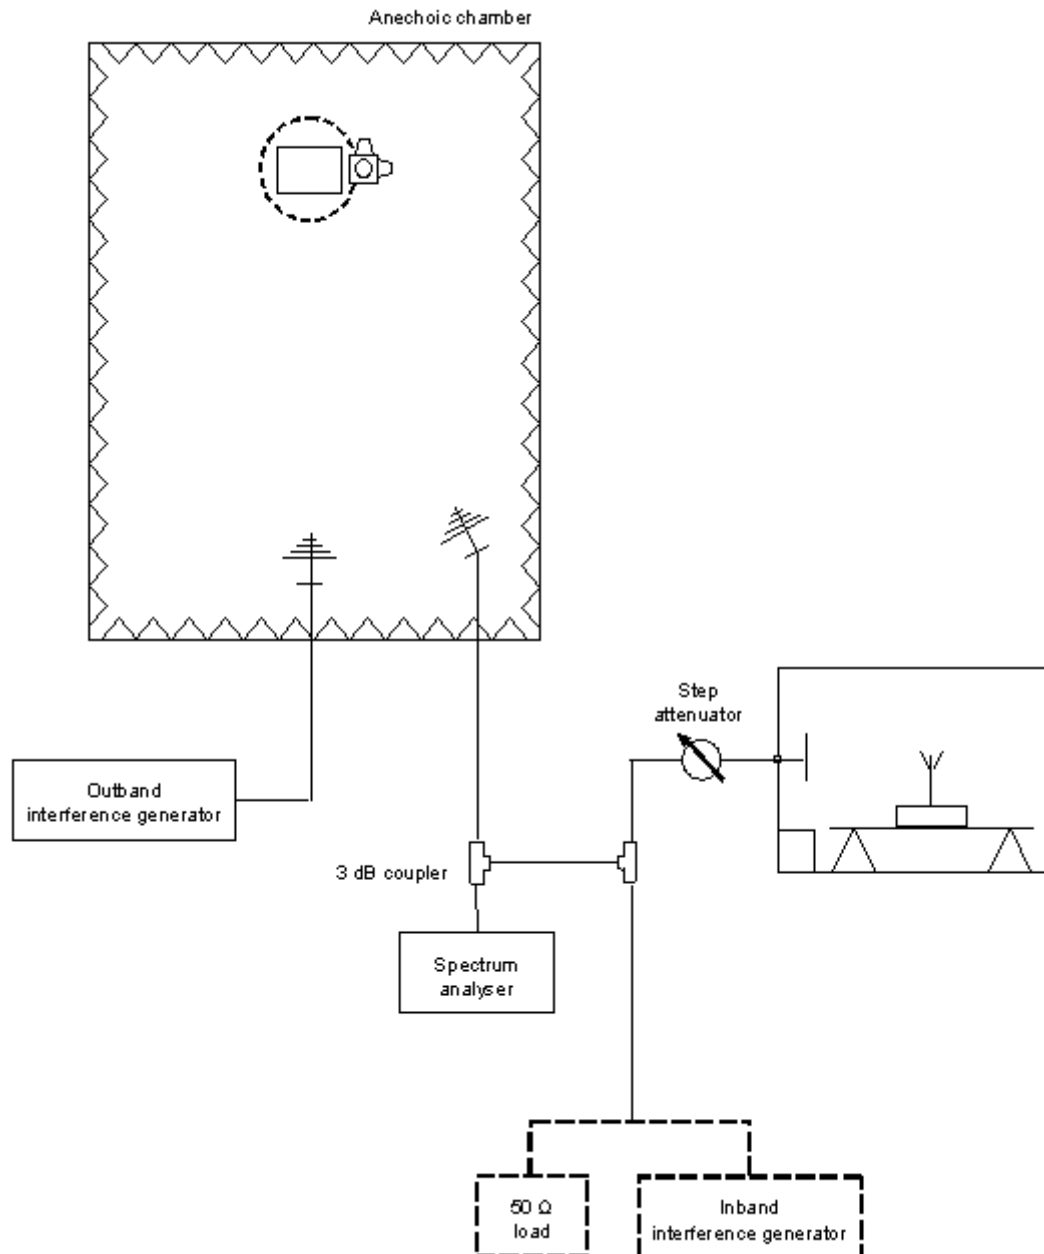 Anechoic chamber
Step
attenuator
Outband
interference generator
3 dB coupler
Spectrum
analyser
50 Ω
load
Inband
interference generator